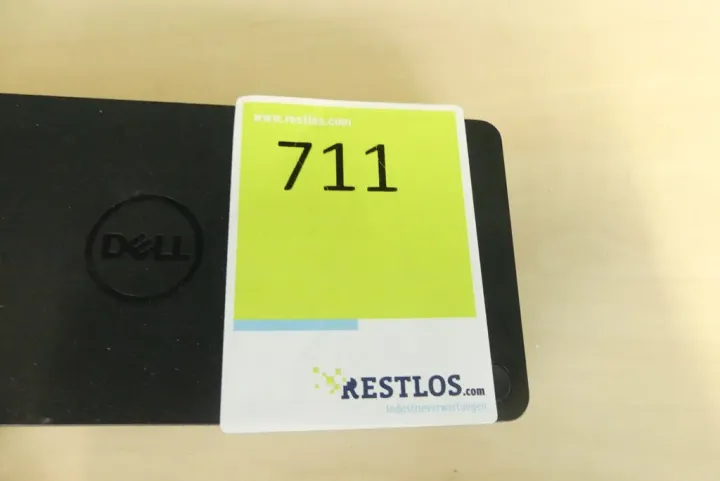 www.restlos.com
711
DELL
RESTLOS.com
Industrieverwertungen